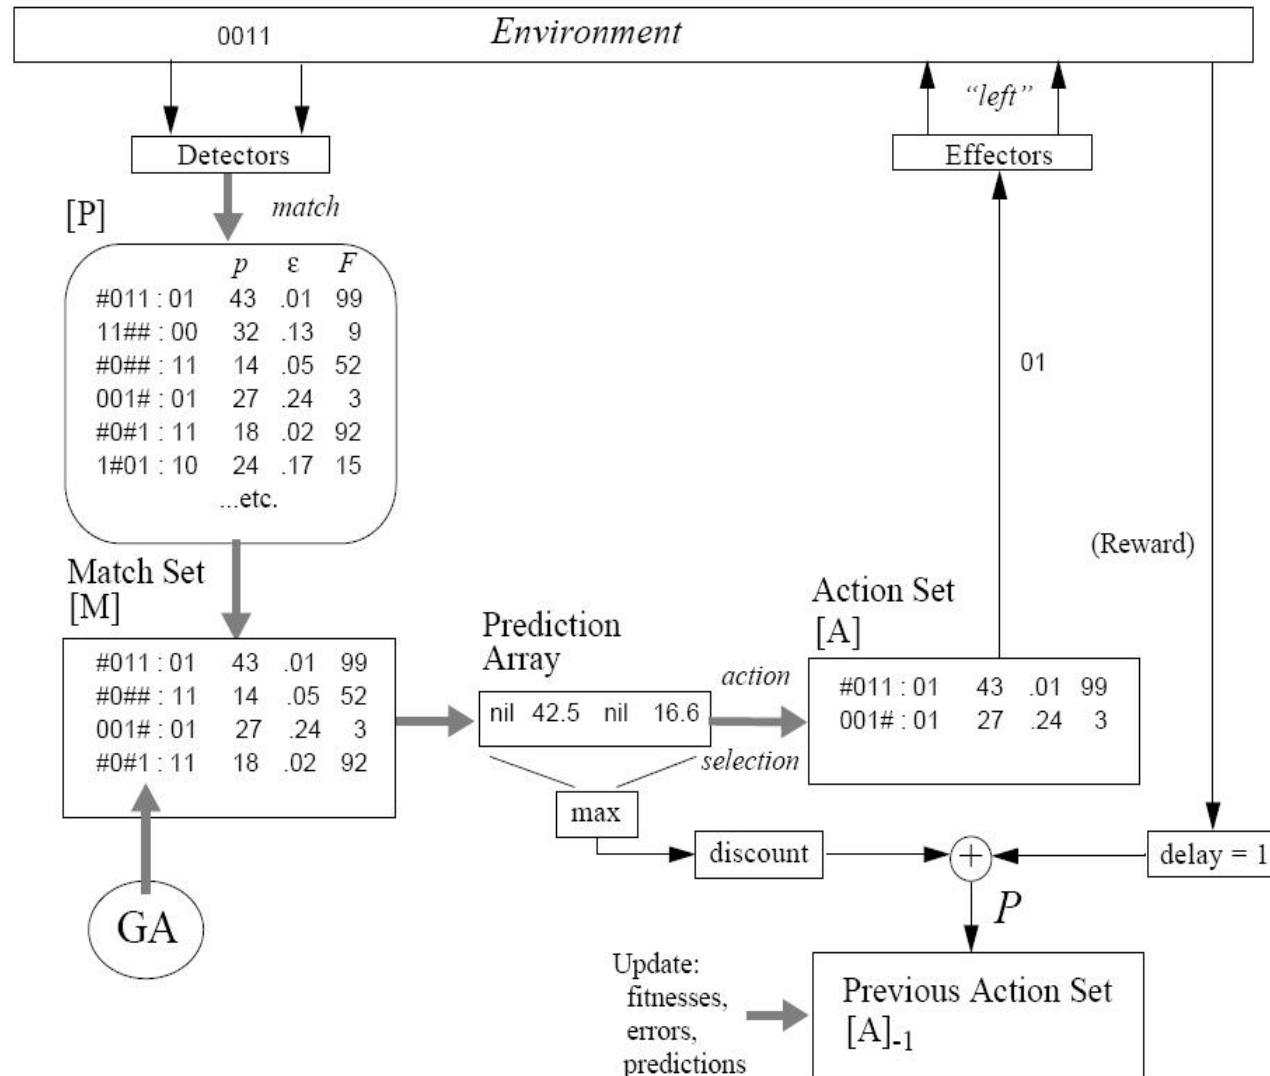 0011 Environment
"left"
Detectors
Effectors
[P]
match
p ε F
#011 : 01 43 .01 99
11## : 00 32 .13 9
#0## : 11 14 .05 52
001# : 01 27 .24 3
#0#1 : 11 18 .02 92
1#01 : 10 24 .17 15
...etc.
01
(Reward)
Match Set
[M]
#011 : 01 43 .01 99
#0## : 11 14 .05 52
001# : 01 27 .24 3
#0#1 : 11 18 .02 92
GA
Prediction
Array
nil 42.5 nil 16.6
action
selection
Action Set
[A]
#011 : 01 43 .01 99
001# : 01 27 .24 3
max
discount
+
delay = 1
P
Update:
fitnesses,
errors,
predictions
Previous Action Set
[A]-1